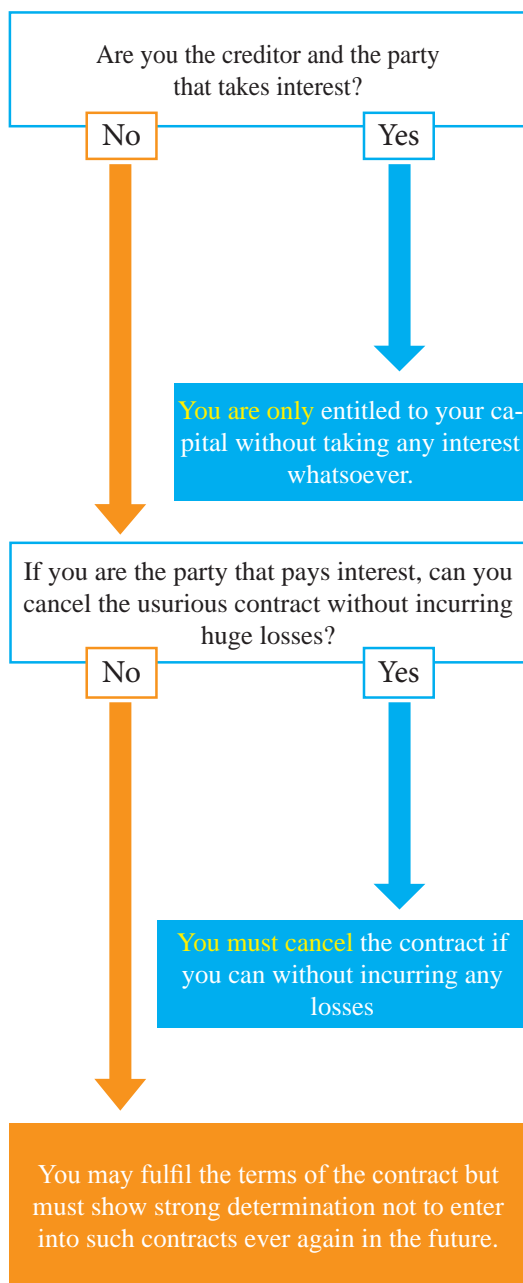 Are you the creditor and the party
that takes interest?
No
Yes
You are only entitled to your ca-
pital without taking any interest
whatsoever.
If you are the party that pays interest, can you
cancel the usurious contract without incurring
huge losses?
No
Yes
You must cancel the contract if
you can without incurring any
losses
You may fulfil the terms of the contract but
must show strong determination not to enter
into such contracts ever again in the future.